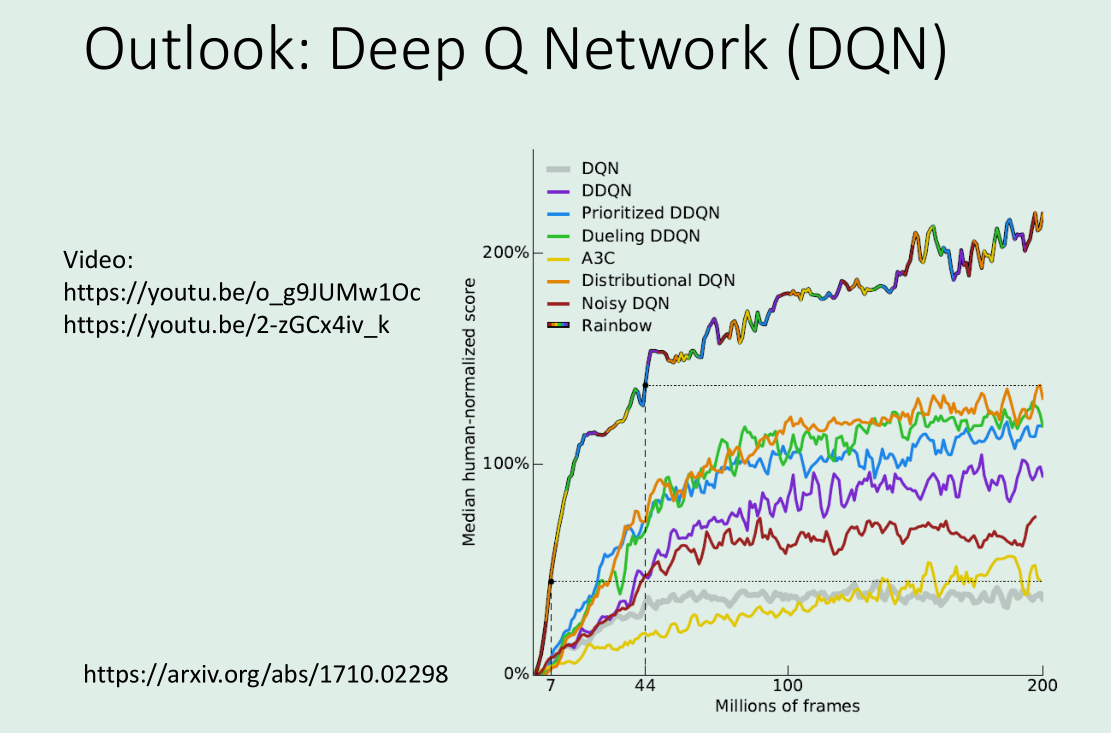 Outlook: Deep Q Network (DQN)
Video:
https://youtu.be/o_g9JUMw1Oc
https://youtu.be/2-zGCx4iv_k
https://arxiv.org/abs/1710.02298
DQN
DDQN
Prioritized DDQN
Dueling DDQN
A3C
Distributional DQN
Noisy DQN
Rainbow
Median human-normalized score
200%
100%
0%
7 44 100 200
Millions of frames